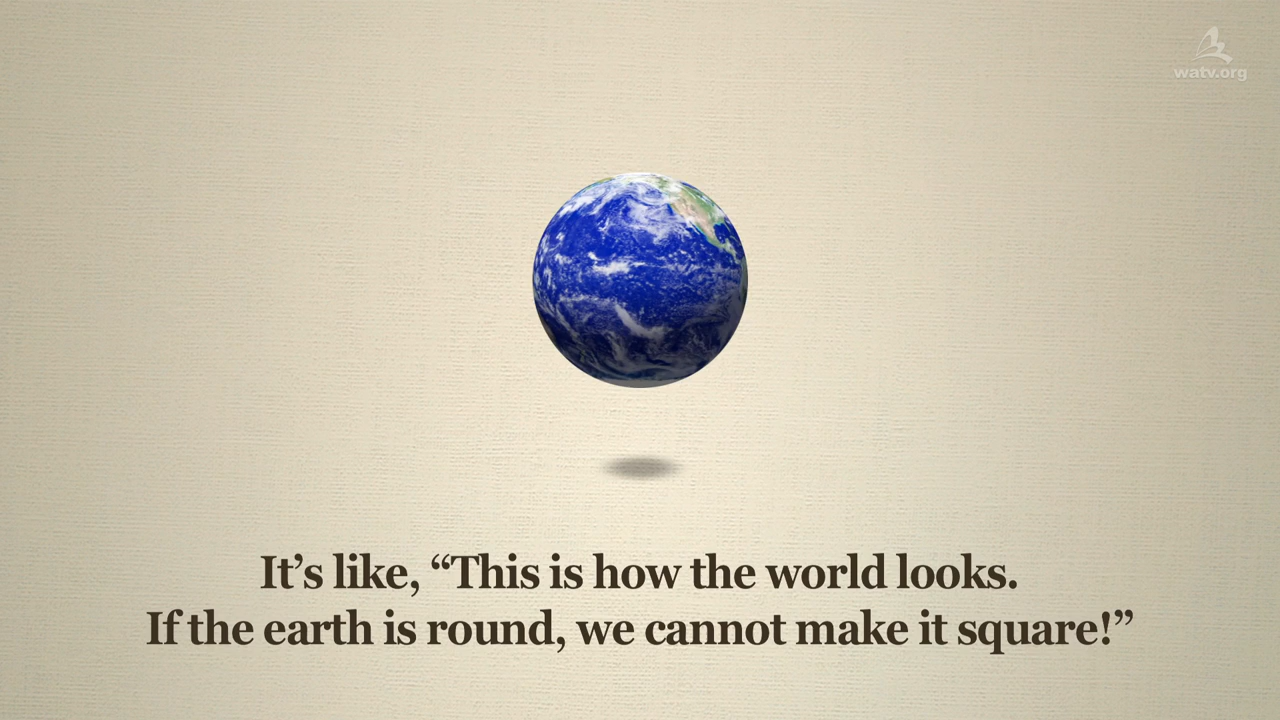 watv.org
It's like, “This is how the world looks.
If the earth is round, we cannot make it square!”